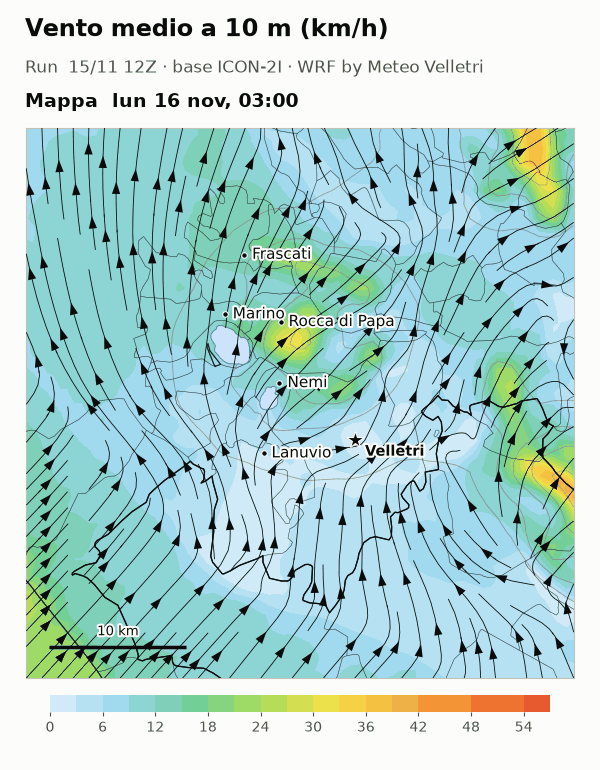 Vento medio a 10 m (km/h)
Run  15/11 12Z · base ICON-2I · WRF by Meteo Velletri
Mappa  lun 16 nov, 03:00
Frascati
Marino
Rocca di Papa
Nemi
Lanuvio
Velletri
10 km
0 6 12 18 24 30 36 42 48 54